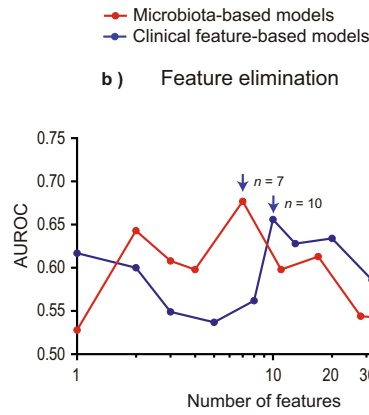 Microbiota-based models
Clinical feature-based models
b ) Feature elimination
0.75
0.70
0.65
0.60
0.55
0.50
AUROC
n = 7
n = 10
1
10
Number of features